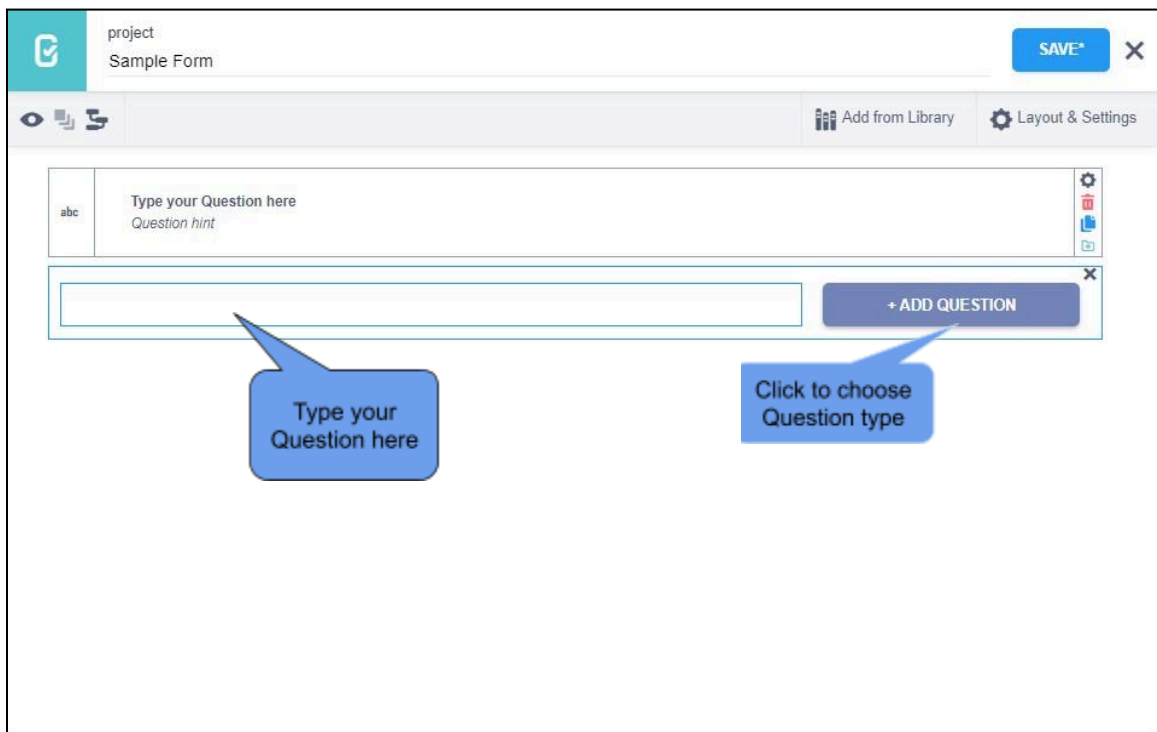 project
Sample Form
SAVE*
Add from Library
Layout & Settings
abc
Type your Question here
Question hint
+ ADD QUESTION
Type your
Question here
Click to choose
Question type